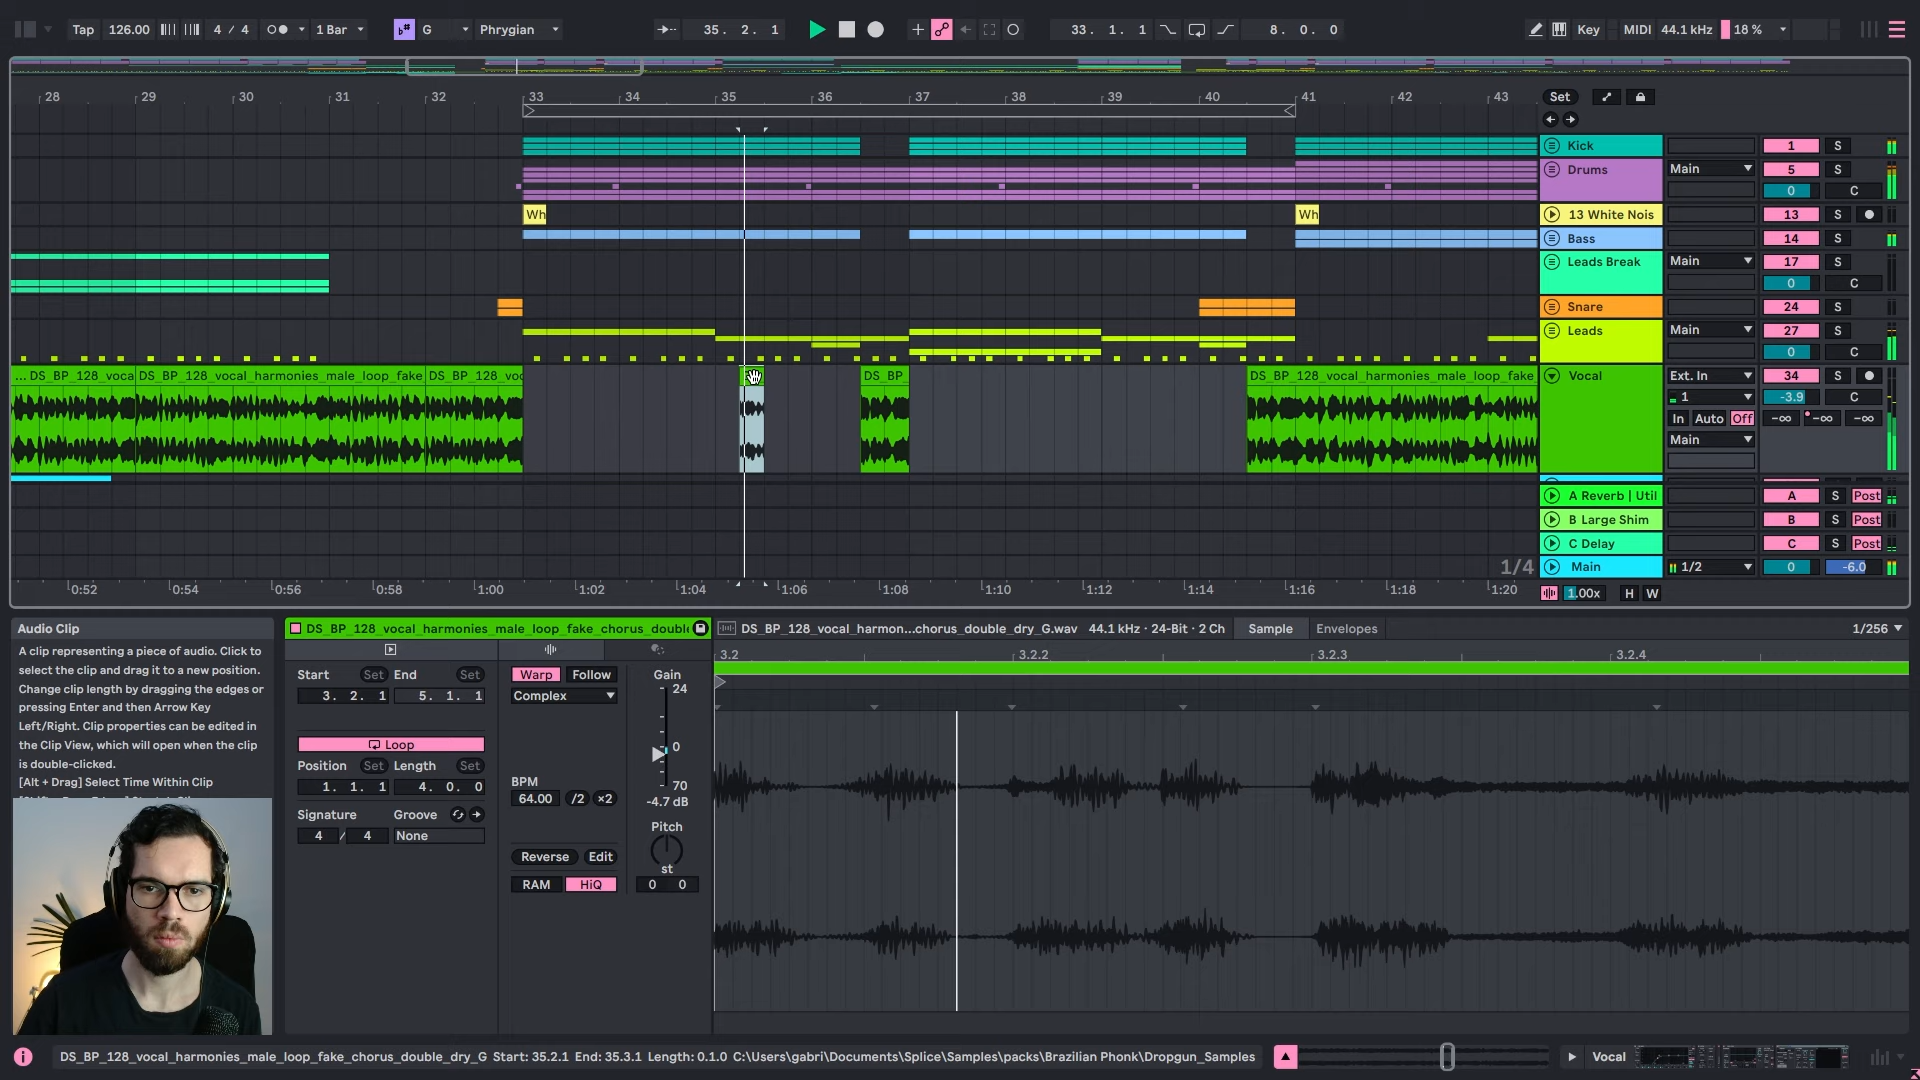 Tap 126.00 4 / 4 1 Bar G Phrygian 35. 2. 1 33. 1. 1 8. 0. 0 Key MIDI 44.1 kHz 18 %
28 29 30 31 32 33 34 35 36 37 38 39 40 41 42 43 Set
Kick 1 S
Drums Main 5 S
0 C
Wh Wh 13 White Nois 13 S
Bass 14 S
Leads Break Main 17 S
0 C
Snare 24 S
Leads Main 27 S
0 C
... DS_BP_128_voca DS_BP_128_vocal_harmonies_male_loop_fake DS_BP_128_voc DS_BP_ DS_BP_128_vocal_harmonies_male_loop_fake_ Vocal Ext. In 34 S
1 -3.9 C
In Auto Off -∞ -∞ -∞
Main
A Reverb | Util A S Post
B Large Shim B S Post
C Delay C S Post
1/4 Main 1/2 0 -6.0
0:52 0:54 0:56 0:58 1:00 1:02 1:04 1:06 1:08 1:10 1:12 1:14 1:16 1:18 1:20 1.00x H W
Audio Clip
A clip representing a piece of audio. Click to
select the clip and drag it to a new position.
Change clip length by dragging the edges or
pressing Enter and then Arrow Key
Left/Right. Clip properties can be edited in
the Clip View, which will open when the clip
is double-clicked.
[Alt + Drag] Select Time Within Clip
DS_BP_128_vocal_harmonies_male_loop_fake_chorus_doubl
Start Set End Set
3. 2. 1 5. 1. 1
Loop
Position Set Length Set
1. 1. 1 4. 0. 0
Signature Groove
4 / 4 None
Warp Follow
Complex
BPM
64.00 /2 ×2
Reverse Edit
RAM HiQ
Gain
24
0
70
-4.7 dB
Pitch
st
0 0
DS_BP_128_vocal_harmon...chorus_double_dry_G.wav 44.1 kHz · 24-Bit · 2 Ch Sample Envelopes 1/256
3.2 3.2.2 3.2.3 3.2.4
DS_BP_128_vocal_harmonies_male_loop_fake_chorus_double_dry_G Start: 35.2.1 End: 35.3.1 Length: 0.1.0 C:\Users\gabri\Documents\Splice\Samples\packs\Brazilian Phonk\Dropgun_Samples Vocal